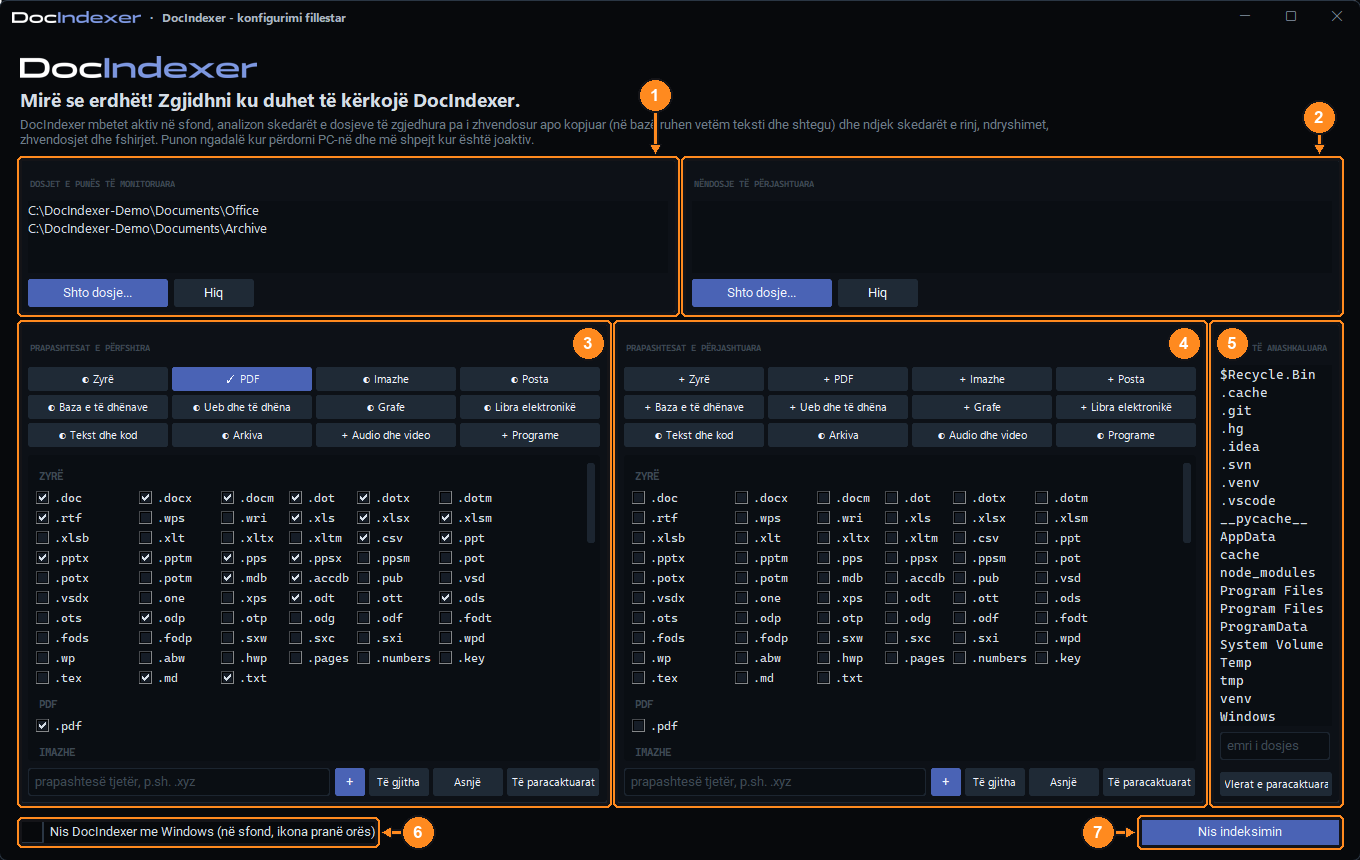 DocIndexer · DocIndexer - konfigurimi fillestar
DocIndexer
Mirë se erdhët! Zgjidhni ku duhet të kërkojë DocIndexer.
DocIndexer mbetet aktiv në sfond, analizon skedarët e dosjeve të zgjedhura pa i zhvendosur apo kopjuar (në bazë ruhen vetëm teksti dhe shtegu) dhe ndjek skedarët e rinj, ndryshimet,
zhvendosjet dhe fshirjet. Punon ngadalë kur përdorni PC-në dhe më shpejt kur është joaktiv.
1
2
DOSJET E PUNËS TË MONITORUARA
C:\DocIndexer-Demo\Documents\Office
C:\DocIndexer-Demo\Documents\Archive
Shto dosje... Hiq
NËNDOSJE TË PËRJASHTUARA
Shto dosje... Hiq
PRAPASHTESAT E PËRFSHIRA 3
Zyrë ✓ PDF Imazhe Posta
Baza e të dhënave Ueb dhe të dhëna Grafe Libra elektronikë
Tekst dhe kod Arkiva + Audio dhe video + Programe
ZYRË
.doc .docx .docm .dot .dotx .dotm
.rtf .wps .wri .xls .xlsx .xlsm
.xlsb .xlt .xltx .xltm .csv .ppt
.pptx .pptm .pps .ppsx .ppsm .pot
.potx .potm .mdb .accdb .pub .vsd
.vsdx .one .xps .odt .ott .ods
.ots .odp .otp .odg .odf .fodt
.fods .fodp .sxw .sxc .sxi .wpd
.wp .abw .hwp .pages .numbers .key
.tex .md .txt
PDF
.pdf
IMAZHE
prapashtesë tjetër, p.sh. .xyz + Të gjitha Asnjë Të paracaktuarat
PRAPASHTESAT E PËRJASHTUARA 4
+ Zyrë + PDF + Imazhe + Posta
+ Baza e të dhënave + Ueb dhe të dhëna + Grafe + Libra elektronikë
Tekst dhe kod Arkiva Audio dhe video Programe
ZYRË
.doc .docx .docm .dot .dotx .dotm
.rtf .wps .wri .xls .xlsx .xlsm
.xlsb .xlt .xltx .xltm .csv .ppt
.pptx .pptm .pps .ppsx .ppsm .pot
.potx .potm .mdb .accdb .pub .vsd
.vsdx .one .xps .odt .ott .ods
.ots .odp .otp .odg .odf .fodt
.fods .fodp .sxw .sxc .sxi .wpd
.wp .abw .hwp .pages .numbers .key
.tex .md .txt
PDF
.pdf
IMAZHE
prapashtesë tjetër, p.sh. .xyz + Të gjitha Asnjë Të paracaktuarat
5 TË ANASHKALUARA
$Recycle.Bin
.cache
.git
.hg
.idea
.svn
.venv
.vscode
__pycache__
AppData
cache
node_modules
Program Files
Program Files
ProgramData
System Volume
Temp
tmp
venv
Windows
emri i dosjes
Vlerat e paracaktuara
Nis DocIndexer me Windows (në sfond, ikona pranë orës) 6
7 Nis indeksimin